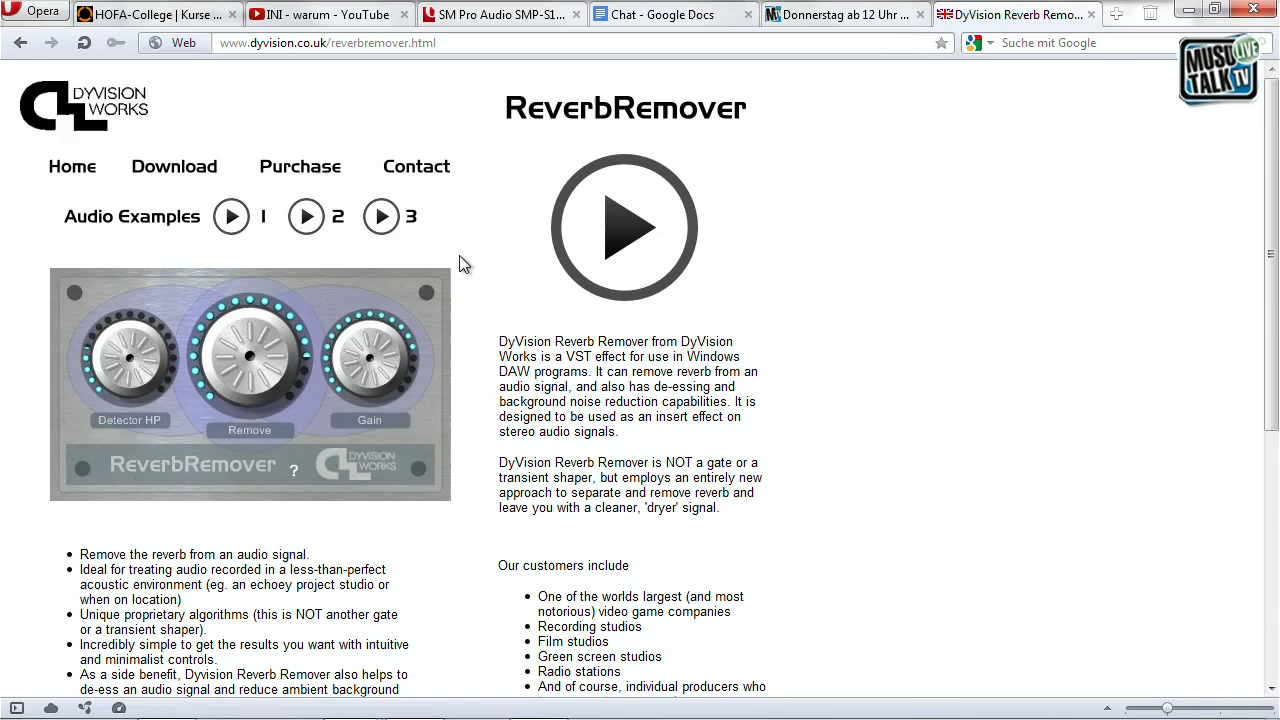 Opera
HOFA-College | Kurse ...
INI - warum - YouTube
SM Pro Audio SMP-S1...
Chat - Google Docs
Donnerstag ab 12 Uhr ...
DyVision Reverb Remo...
Web
www.dyvision.co.uk/reverbremover.html
Suche mit Google
MUSO
TALK
LIVE
TV
DYVISION
WORKS
ReverbRemover
Home
Download
Purchase
Contact
Audio Examples
1
2
3
Detector HP
Remove
Gain
ReverbRemover
?
DYVISION
WORKS
DyVision Reverb Remover from DyVision
Works is a VST effect for use in Windows
DAW programs. It can remove reverb from an
audio signal, and also has de-essing and
background noise reduction capabilities. It is
designed to be used as an insert effect on
stereo audio signals.
DyVision Reverb Remover is NOT a gate or a
transient shaper, but employs an entirely new
approach to separate and remove reverb and
leave you with a cleaner, 'dryer' signal.
• Remove the reverb from an audio signal.
• Ideal for treating audio recorded in a less-than-perfect
acoustic environment (eg. an echoey project studio or
when on location)
• Unique proprietary algorithms (this is NOT another gate
or a transient shaper).
• Incredibly simple to get the results you want with intuitive
and minimalist controls.
• As a side benefit, Dyvision Reverb Remover also helps to
de-ess an audio signal and reduce ambient background
Our customers include
• One of the worlds largest (and most
notorious) video game companies
• Recording studios
• Film studios
• Green screen studios
• Radio stations
• And of course, individual producers who